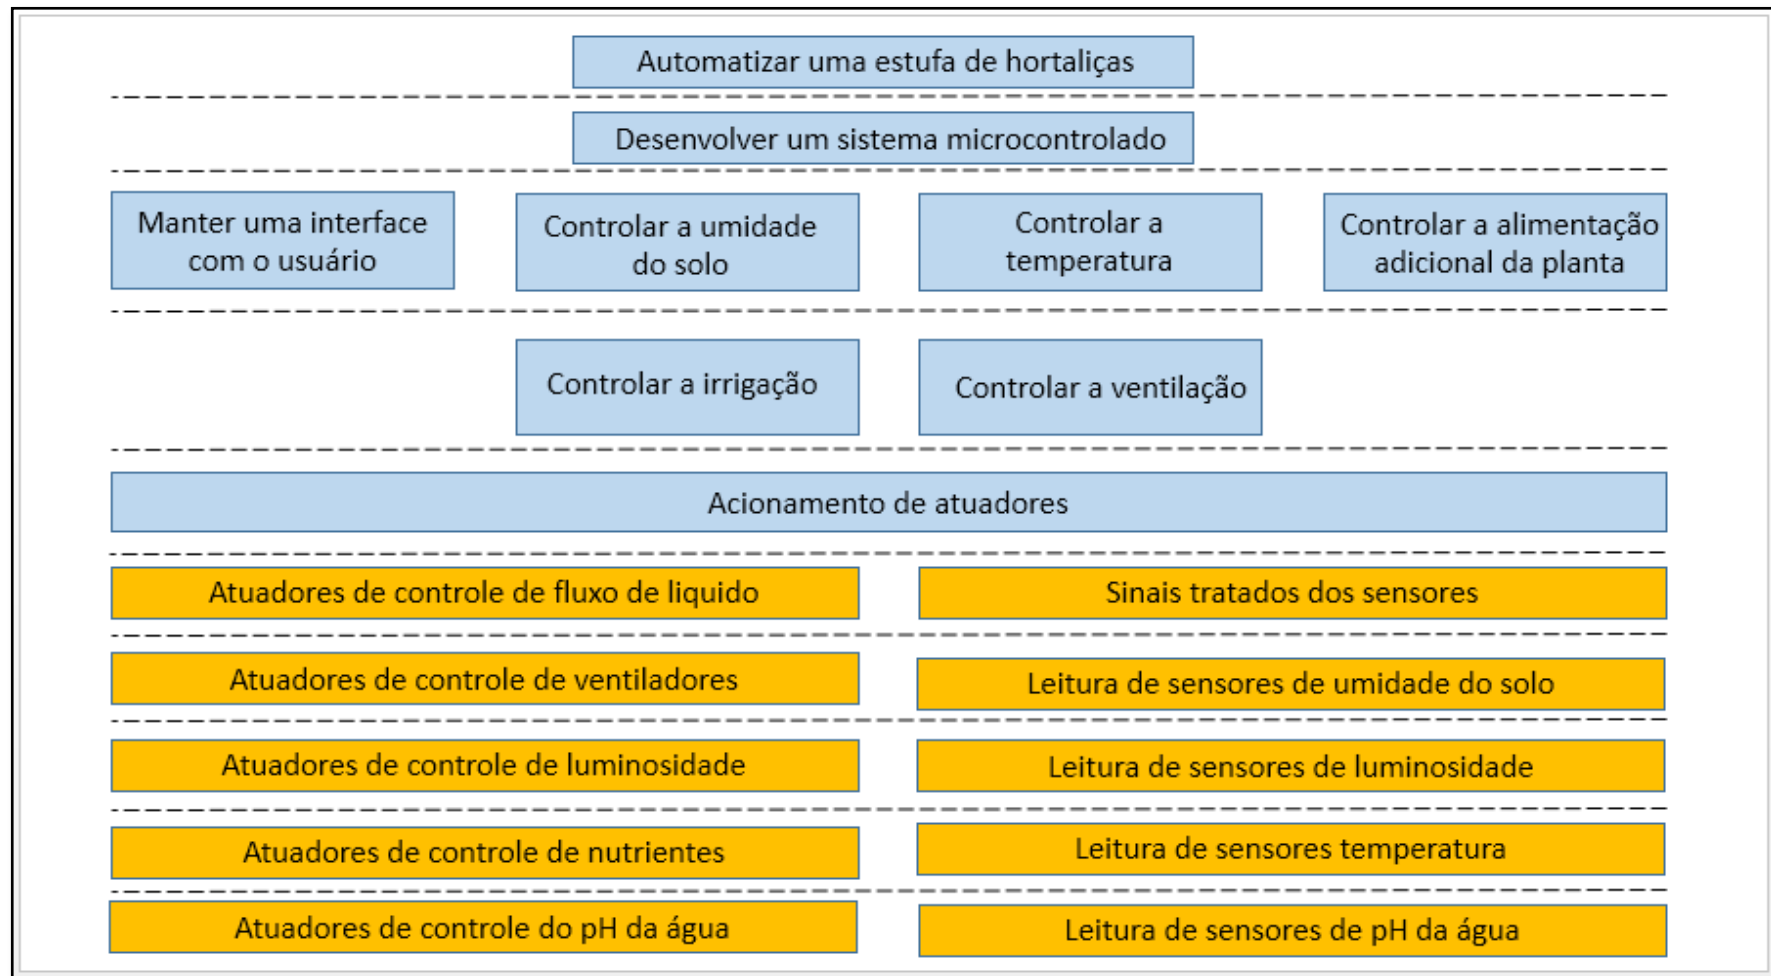 Automatizar uma estufa de hortaliças
Desenvolver um sistema microcontrolado
Manter uma interface
com o usuário
Controlar a umidade
do solo
Controlar a
temperatura
Controlar a alimentação
adicional da planta
Controlar a irrigação
Controlar a ventilação
Acionamento de atuadores
Atuadores de controle de fluxo de liquido
Sinais tratados dos sensores
Atuadores de controle de ventiladores
Leitura de sensores de umidade do solo
Atuadores de controle de luminosidade
Leitura de sensores de luminosidade
Atuadores de controle de nutrientes
Leitura de sensores temperatura
Atuadores de controle do pH da água
Leitura de sensores de pH da água